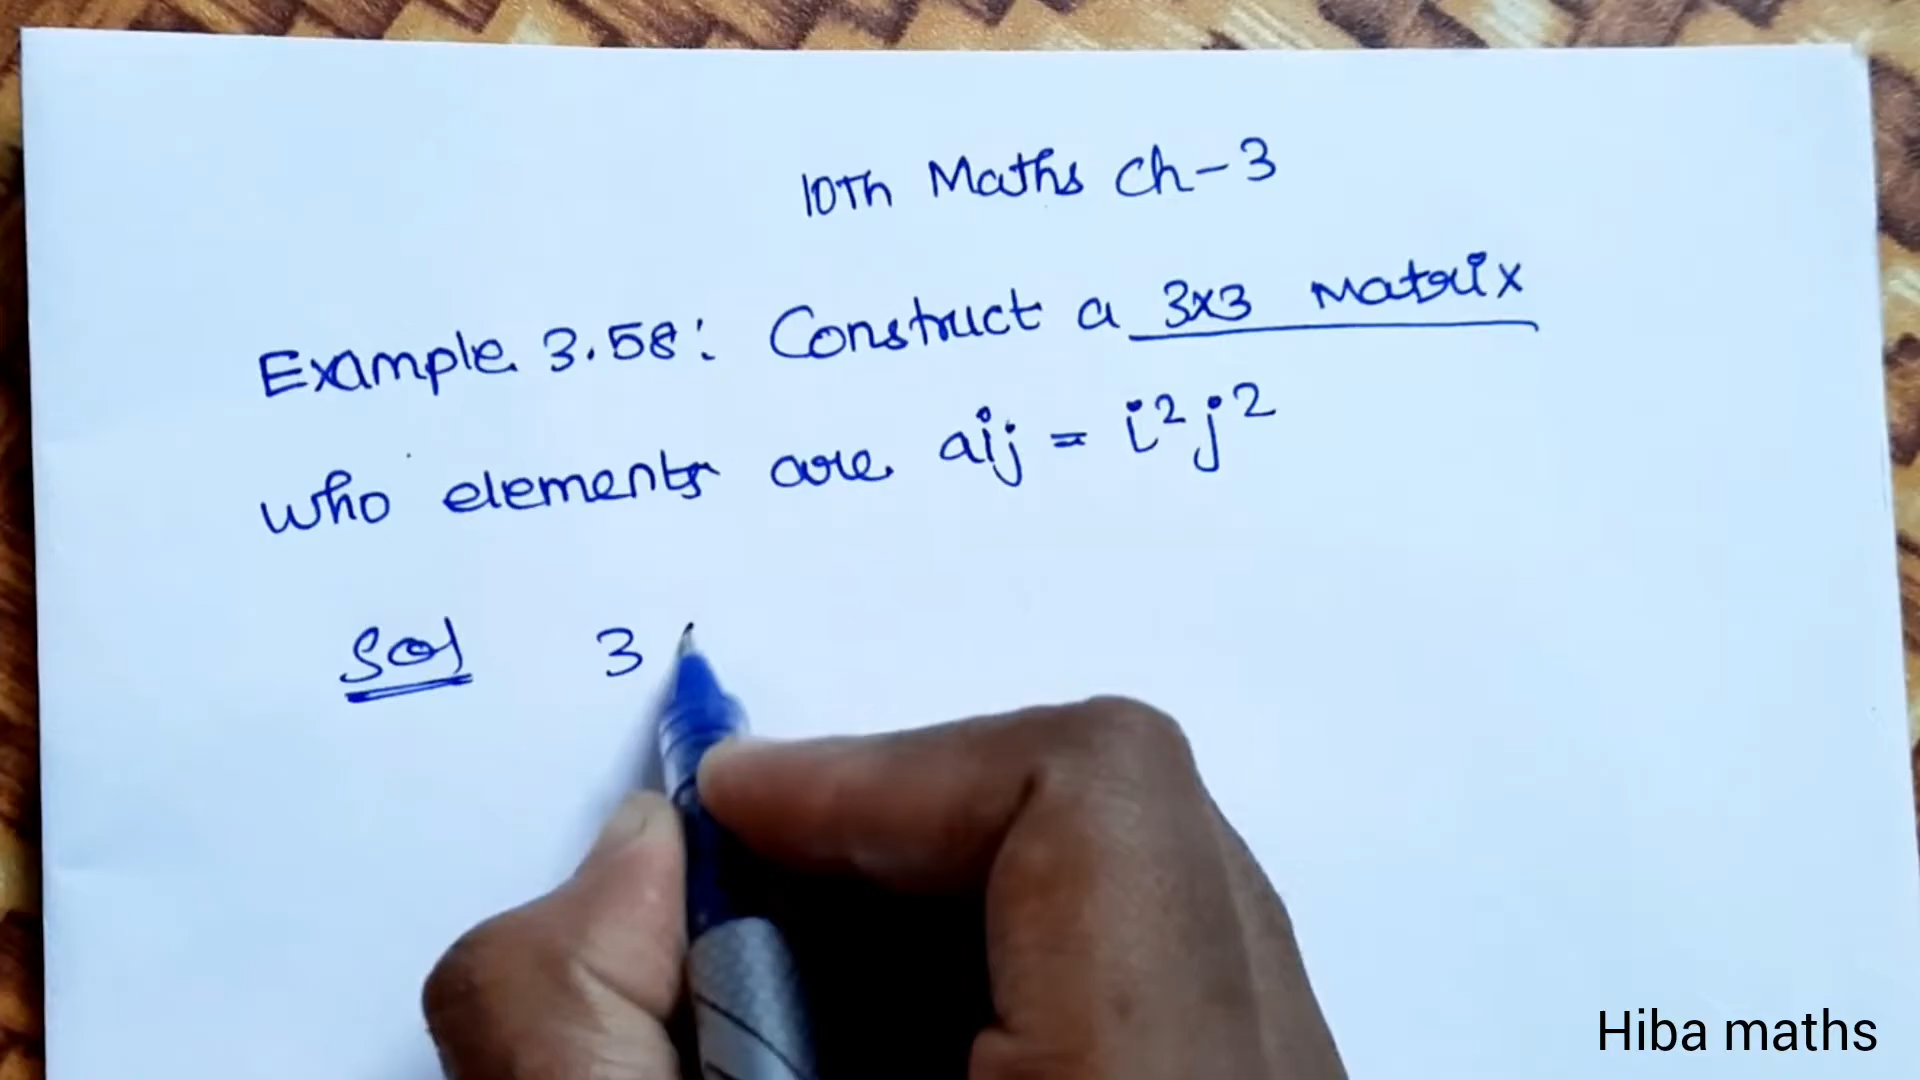 10Th Maths Ch-3
Example 3.58: Construct a 3x3 Matrix
who elements are aij = i²j²
Sol 3
Hiba maths